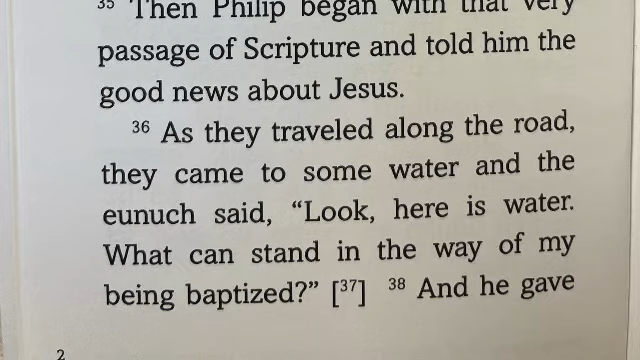 35 Then Philip began with that very
passage of Scripture and told him the
good news about Jesus.
36 As they traveled along the road,
they came to some water and the
eunuch said, “Look, here is water.
What can stand in the way of my
being baptized?” [37] 38 And he gave
2